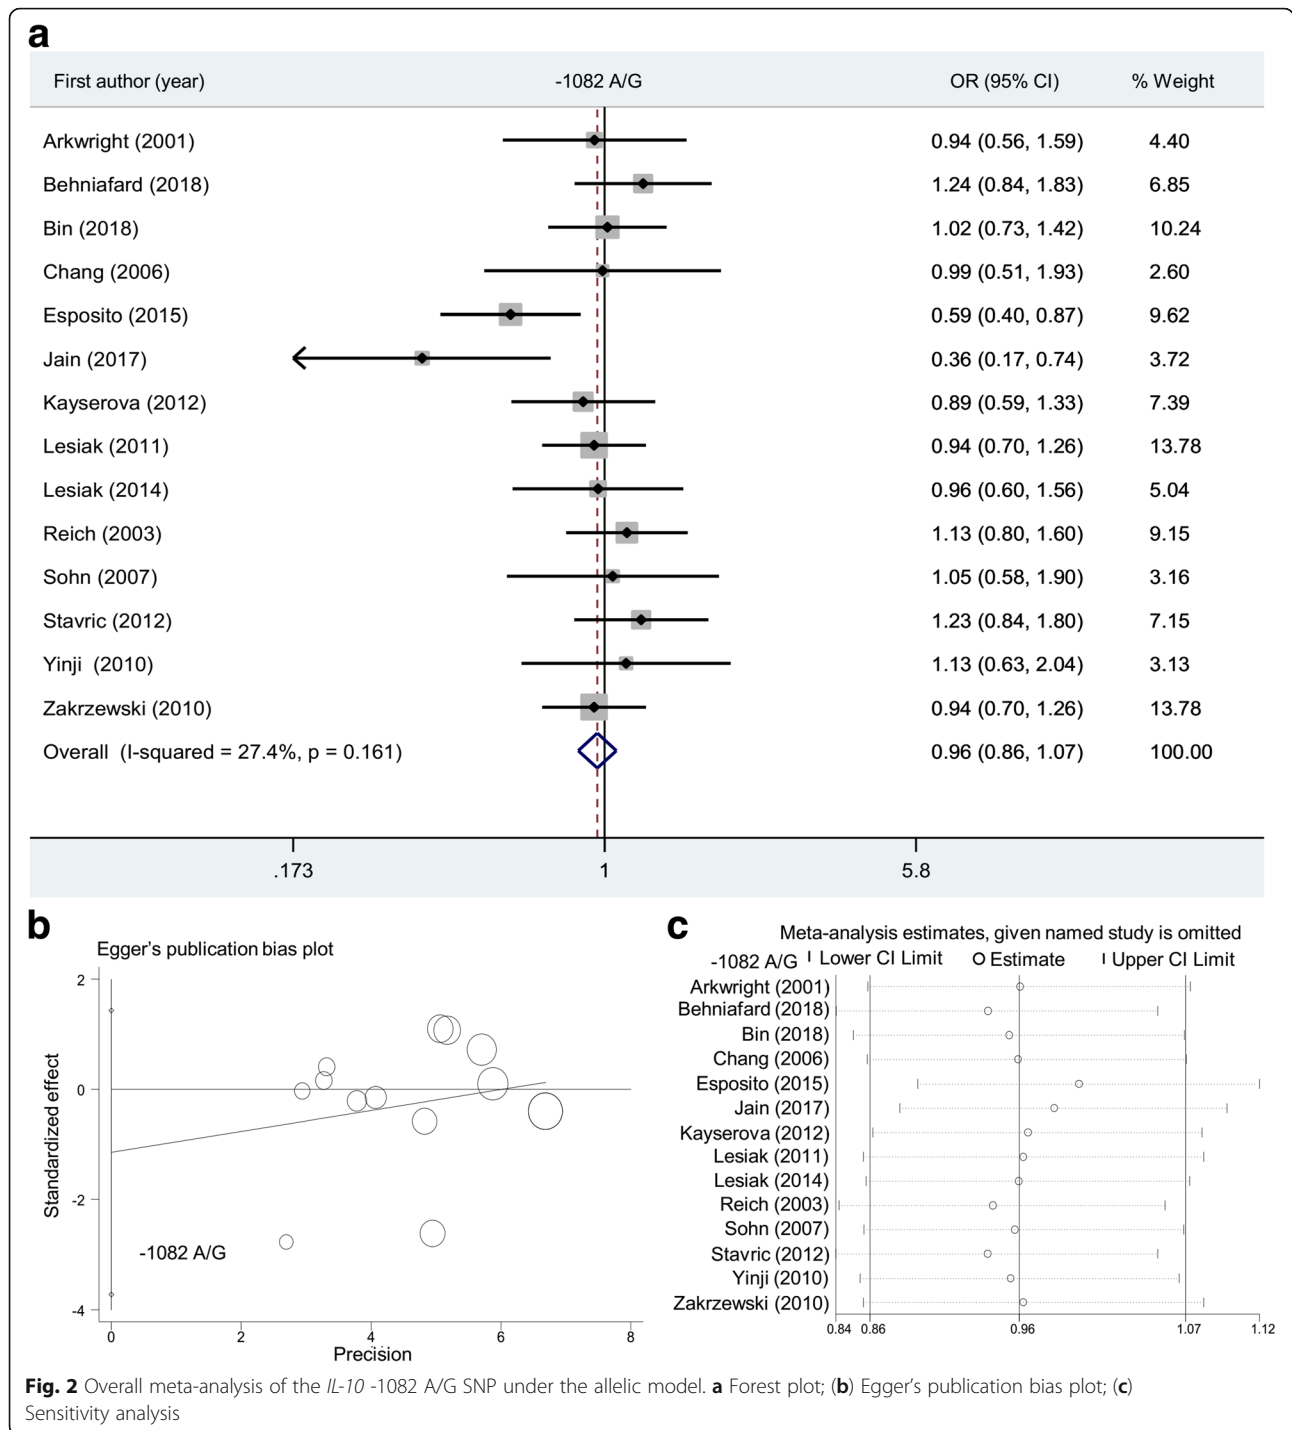 a
First author (year) -1082 A/G OR (95% CI) % Weight
Arkwright (2001) 0.94 (0.56, 1.59) 4.40
Behniafard (2018) 1.24 (0.84, 1.83) 6.85
Bin (2018) 1.02 (0.73, 1.42) 10.24
Chang (2006) 0.99 (0.51, 1.93) 2.60
Esposito (2015) 0.59 (0.40, 0.87) 9.62
Jain (2017) 0.36 (0.17, 0.74) 3.72
Kayserova (2012) 0.89 (0.59, 1.33) 7.39
Lesiak (2011) 0.94 (0.70, 1.26) 13.78
Lesiak (2014) 0.96 (0.60, 1.56) 5.04
Reich (2003) 1.13 (0.80, 1.60) 9.15
Sohn (2007) 1.05 (0.58, 1.90) 3.16
Stavric (2012) 1.23 (0.84, 1.80) 7.15
Yinji (2010) 1.13 (0.63, 2.04) 3.13
Zakrzewski (2010) 0.94 (0.70, 1.26) 13.78
Overall (I-squared = 27.4%, p = 0.161) 0.96 (0.86, 1.07) 100.00
.173 1 5.8
b
Egger's publication bias plot
Standardized effect
2
0
-2
-4
-1082 A/G
0 2 4 6 8
Precision
c
Meta-analysis estimates, given named study is omitted
-1082 A/G Lower CI Limit Estimate Upper CI Limit
Arkwright (2001)
Behniafard (2018)
Bin (2018)
Chang (2006)
Esposito (2015)
Jain (2017)
Kayserova (2012)
Lesiak (2011)
Lesiak (2014)
Reich (2003)
Sohn (2007)
Stavric (2012)
Yinji (2010)
Zakrzewski (2010)
0.84 0.86 0.96 1.07 1.12
Fig. 2 Overall meta-analysis of the IL-10 -1082 A/G SNP under the allelic model. a Forest plot; (b) Egger's publication bias plot; (c)
Sensitivity analysis